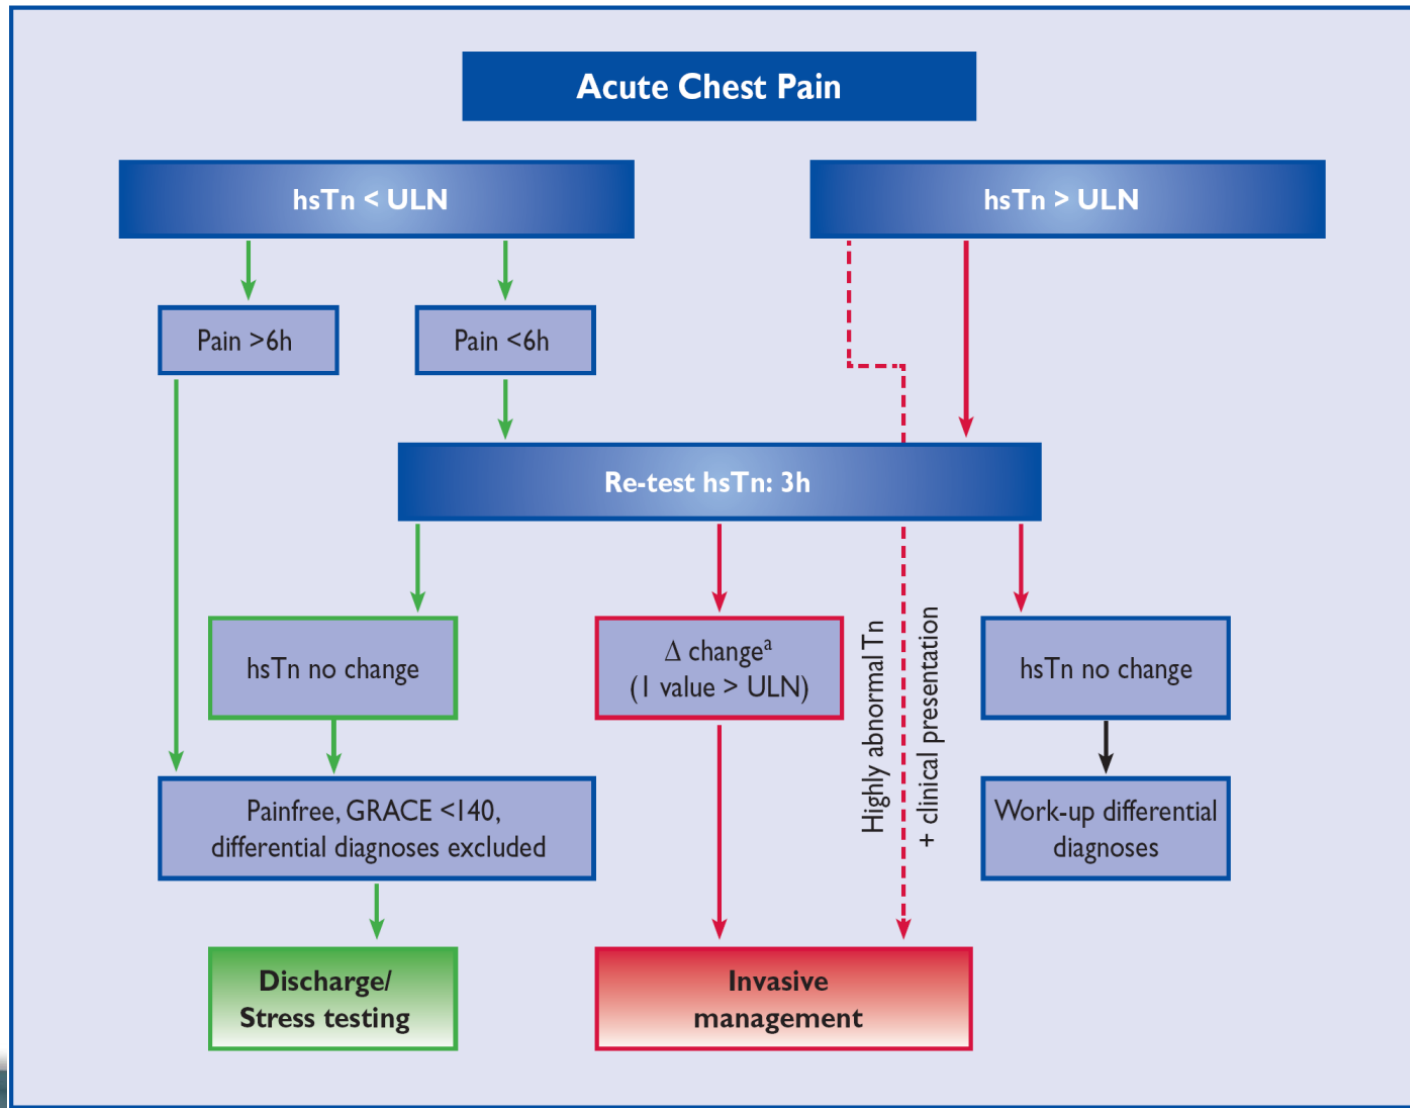 Acute Chest Pain
hsTn < ULN
hsTn > ULN
Pain >6h
Pain <6h
Re-test hsTn: 3h
hsTn no change
Δ changeᵃ
(1 value > ULN)
Highly abnormal Tn
+ clinical presentation
hsTn no change
Painfree, GRACE <140,
differential diagnoses excluded
Work-up differential
diagnoses
Discharge/
Stress testing
Invasive
management